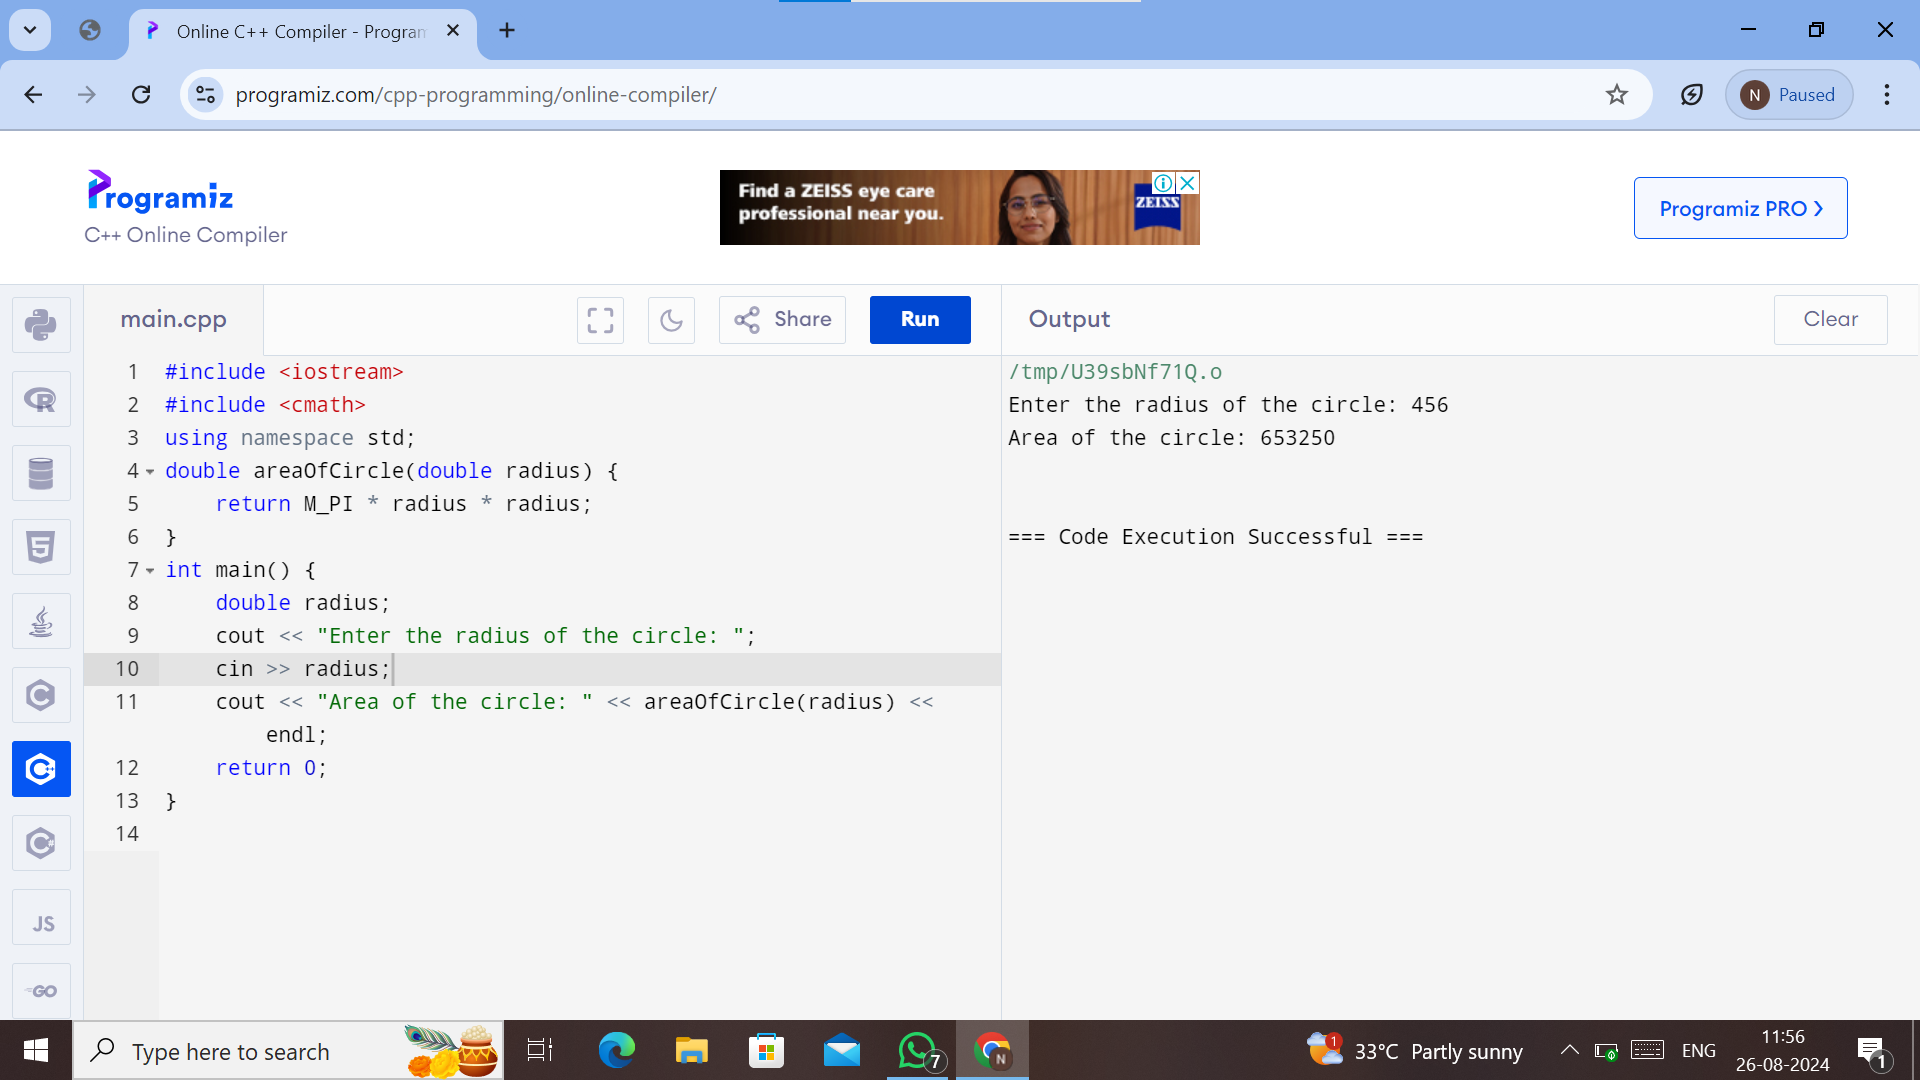 Online C++ Compiler - Program
programiz.com/cpp-programming/online-compiler/
N Paused
Programiz
C++ Online Compiler
Find a ZEISS eye care
professional near you.
ZEISS
Programiz PRO ›
main.cpp
Share
Run
Output
Clear
1 #include <iostream>
2 #include <cmath>
3 using namespace std;
4 double areaOfCircle(double radius) {
5     return M_PI * radius * radius;
6 }
7 int main() {
8     double radius;
9     cout << "Enter the radius of the circle: ";
10     cin >> radius;
11     cout << "Area of the circle: " << areaOfCircle(radius) <<
        endl;
12     return 0;
13 }
14
/tmp/U39sbNf71Q.o
Enter the radius of the circle: 456
Area of the circle: 653250
=== Code Execution Successful ===
R
5
C
C++
C#
JS
GO
Type here to search
7
N
1
33°C Partly sunny
ENG
11:56
26-08-2024
1